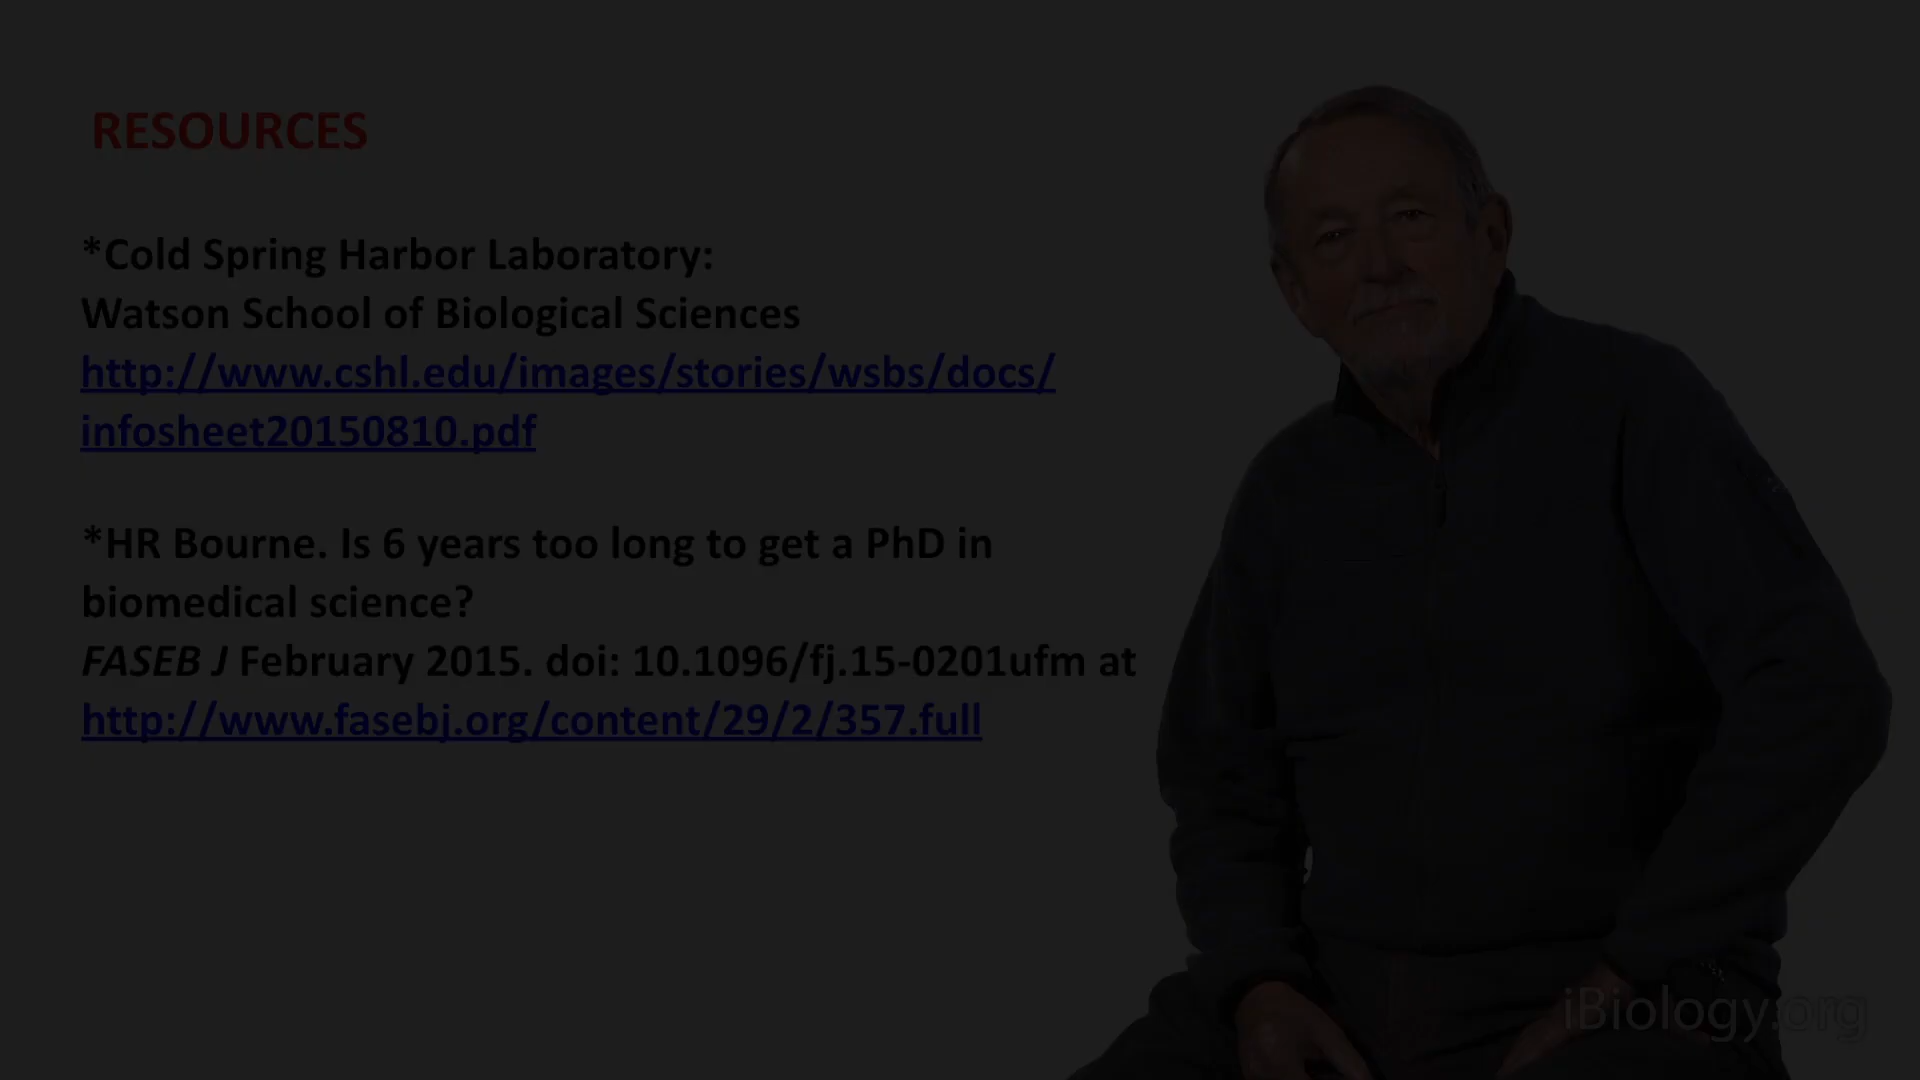 RESOURCES
*Cold Spring Harbor Laboratory:
Watson School of Biological Sciences
http://www.cshl.edu/images/stories/wsbs/docs/
infosheet20150810.pdf
*HR Bourne. Is 6 years too long to get a PhD in
biomedical science?
FASEB J February 2015. doi: 10.1096/fj.15-0201ufm at
http://www.fasebj.org/content/29/2/357.full
iBiology.org